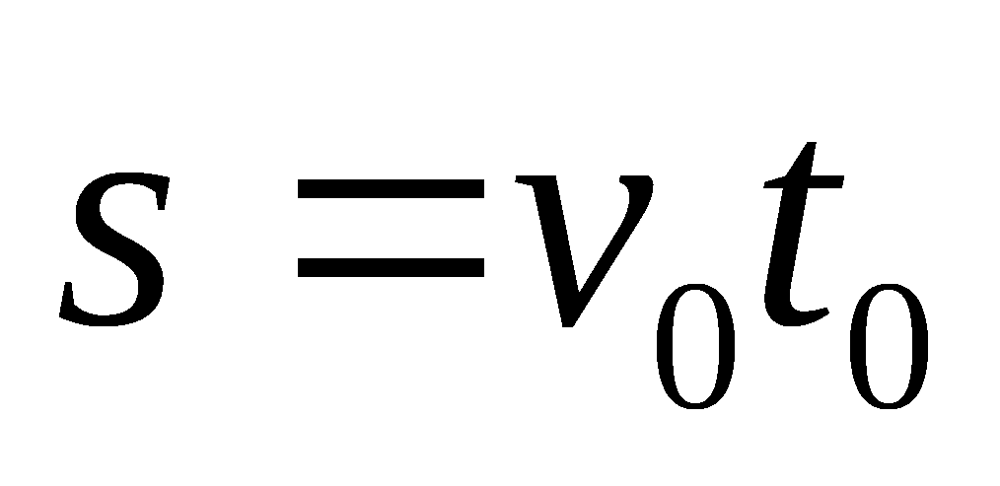 s = v₀t₀